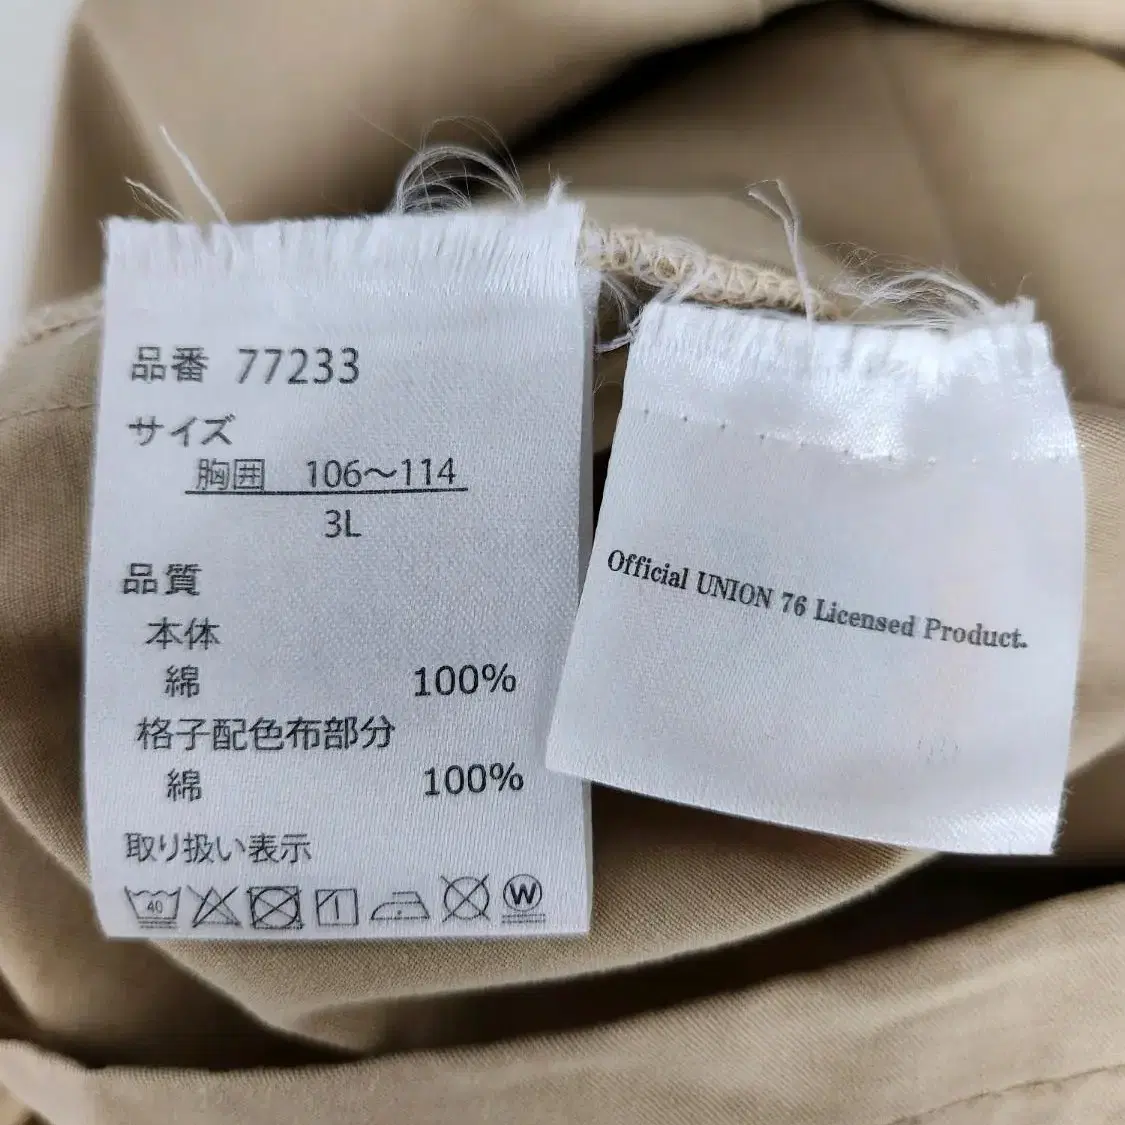 品番 77233
サイズ
胸囲 106～114
3L
品質
本体
綿 100%
格子配色布部分
綿 100%
取り扱い表示
40
W
Official UNION 76 Licensed Product.